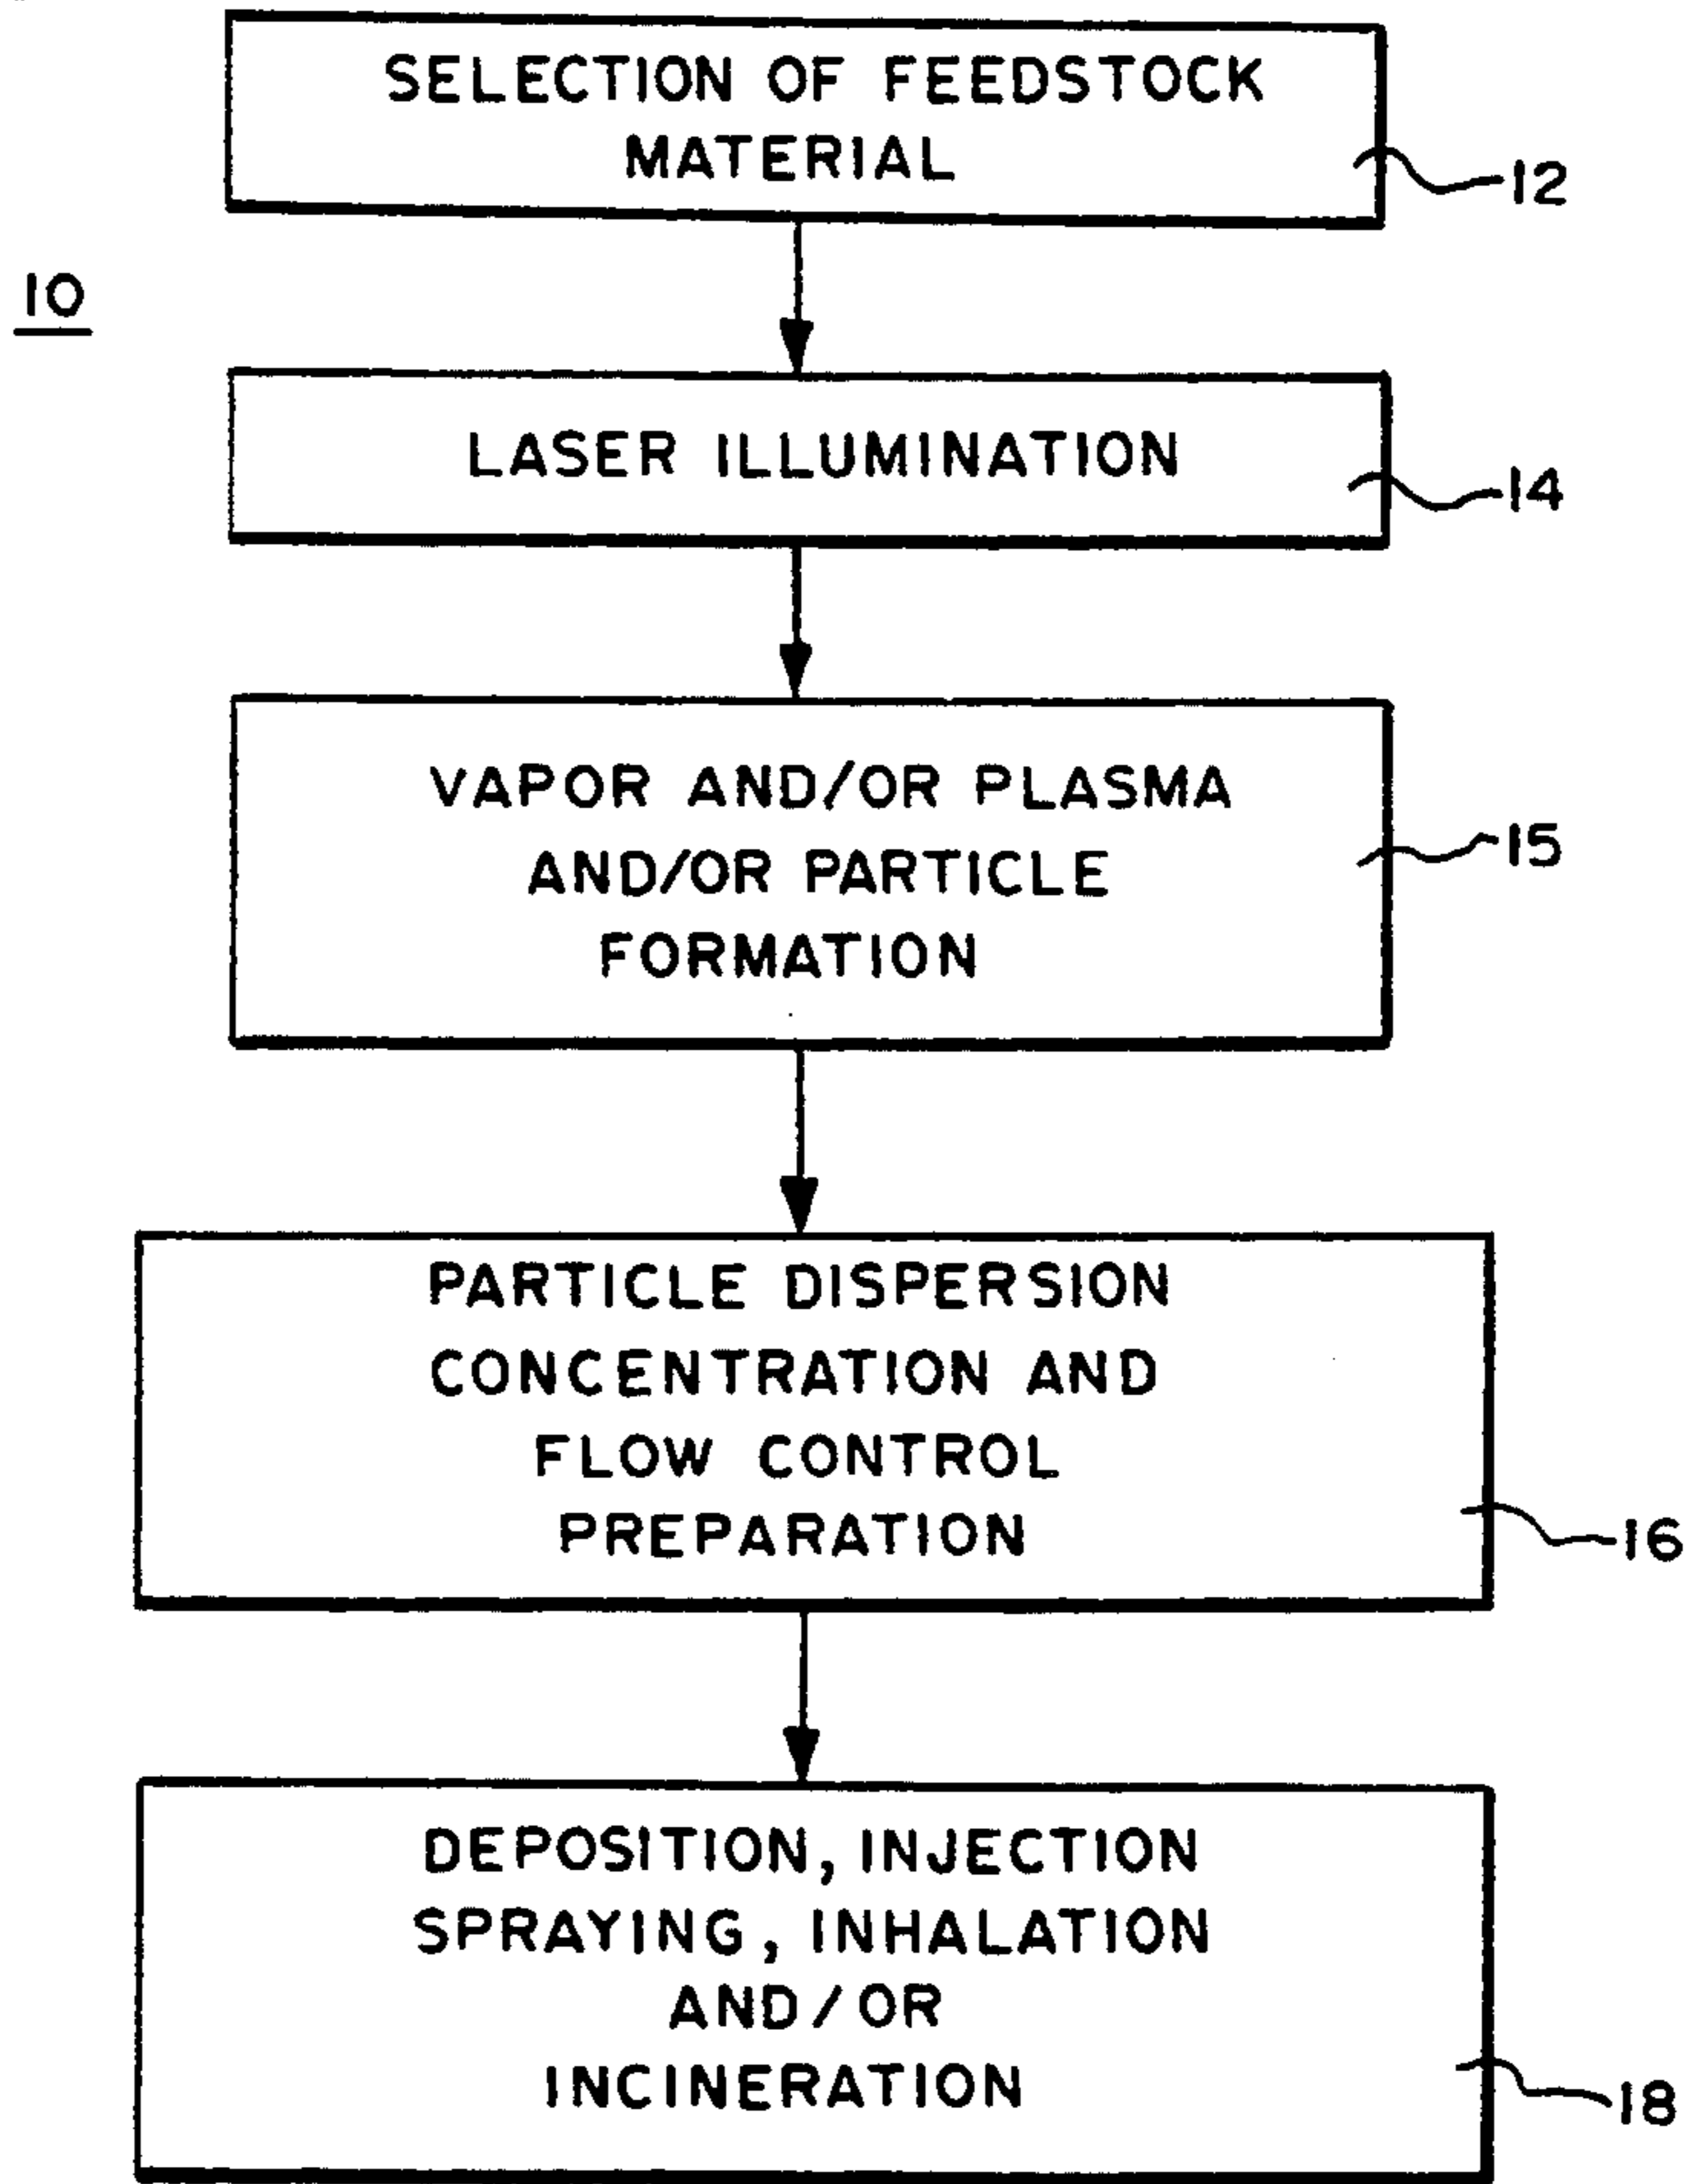 SELECTION OF FEEDSTOCK
MATERIAL
12
10
LASER ILLUMINATION
14
VAPOR AND/OR PLASMA
AND/OR PARTICLE
FORMATION
15
PARTICLE DISPERSION
CONCENTRATION AND
FLOW CONTROL
PREPARATION
16
DEPOSITION, INJECTION
SPRAYING, INHALATION
AND/OR
INCINERATION
18